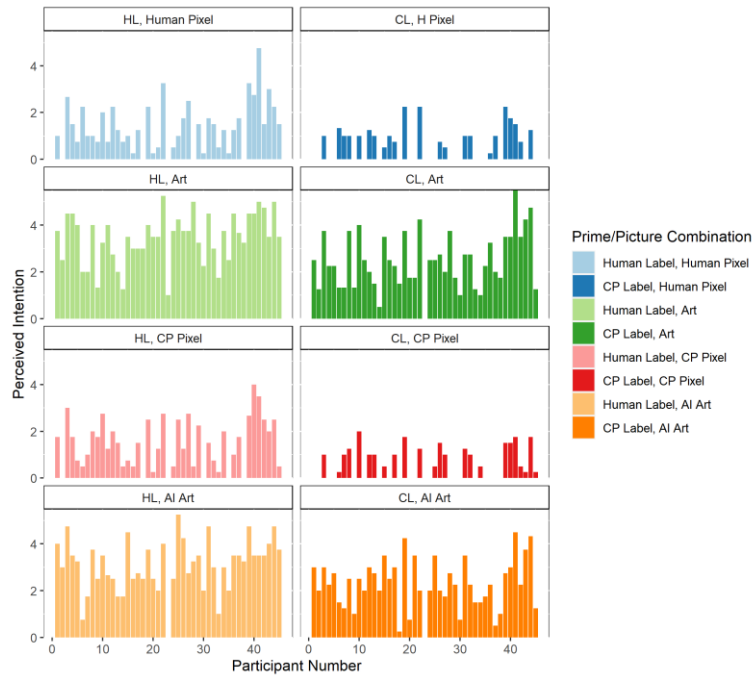 HL, Human Pixel
CL, H Pixel
4
2
0
HL, Art
CL, Art
4
2
0
HL, CP Pixel
CL, CP Pixel
4
2
0
HL, AI Art
CL, AI Art
4
2
0
0 10 20 30 40
0 10 20 30 40
Participant Number
Perceived Intention
Prime/Picture Combination
Human Label, Human Pixel
CP Label, Human Pixel
Human Label, Art
CP Label, Art
Human Label, CP Pixel
CP Label, CP Pixel
Human Label, AI Art
CP Label, AI Art